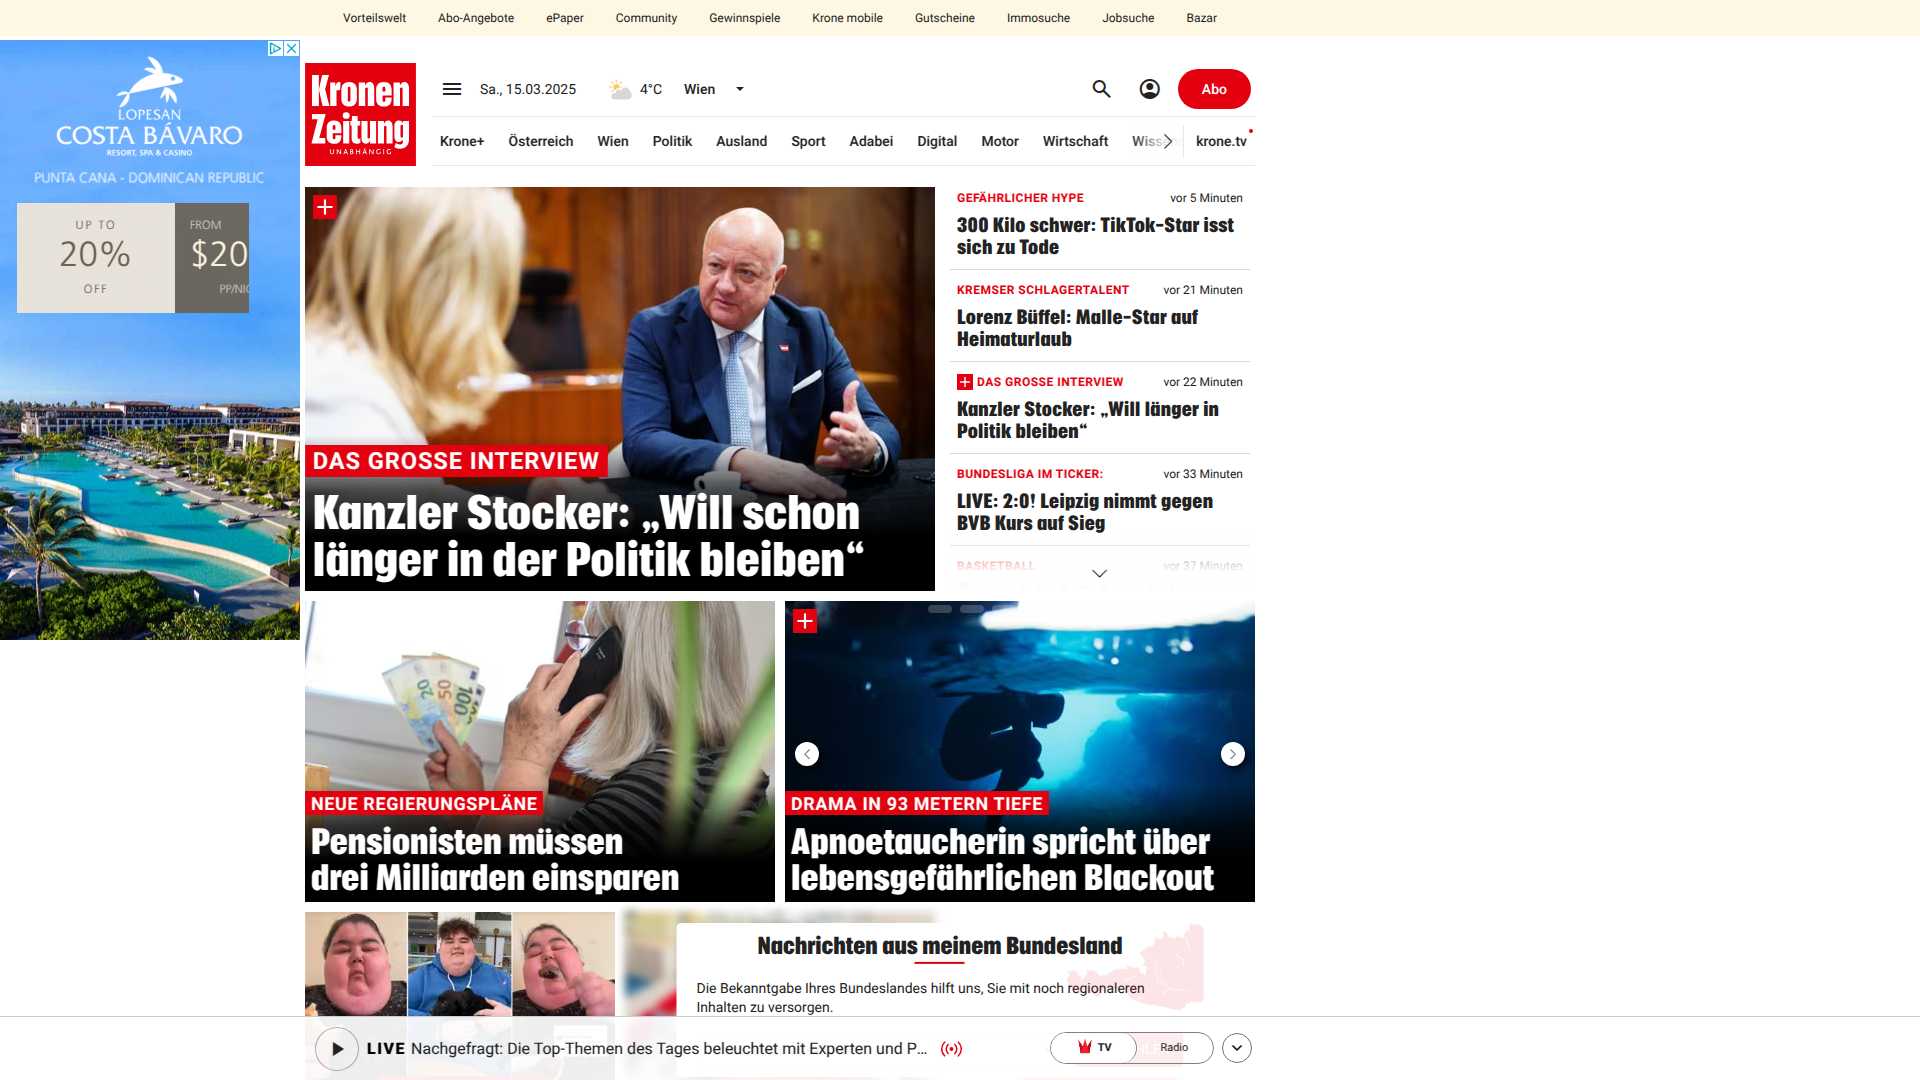 Vorteilswelt
Abo-Angebote
ePaper
Community
Gewinnspiele
Krone mobile
Gutscheine
Immosuche
Jobsuche
Bazar
LOPESAN
COSTA BÁVARO
RESORT, SPA & CASINO
PUNTA CANA - DOMINICAN REPUBLIC
UP TO
20%
OFF
FROM
$20
Kronen
Zeitung
UNABHÄNGIG
Sa., 15.03.2025
4°C
Wien
Abo
Krone+
Österreich
Wien
Politik
Ausland
Sport
Adabei
Digital
Motor
Wirtschaft
krone.tv
DAS GROSSE INTERVIEW
Kanzler Stocker: „Will schon
länger in der Politik bleiben“
GEFÄHRLICHER HYPE
vor 5 Minuten
300 Kilo schwer: TikTok-Star isst
sich zu Tode
KREMSER SCHLAGERTALENT
vor 21 Minuten
Lorenz Büffel: Malle-Star auf
Heimaturlaub
DAS GROSSE INTERVIEW
vor 22 Minuten
Kanzler Stocker: „Will länger in
Politik bleiben“
BUNDESLIGA IM TICKER:
vor 33 Minuten
LIVE: 2:0! Leipzig nimmt gegen
BVB Kurs auf Sieg
BASKETBALL
vor 37 Minuten
20
50
100
NEUE REGIERUNGSPLÄNE
Pensionisten müssen
drei Milliarden einsparen
DRAMA IN 93 METERN TIEFE
Apnoetaucherin spricht über
lebensgefährlichen Blackout
Nachrichten aus meinem Bundesland
Die Bekanntgabe Ihres Bundeslandes hilft uns, Sie mit noch regionaleren
Inhalten zu versorgen.
LIVE Nachgefragt: Die Top-Themen des Tages beleuchtet mit Experten und P...
TV
Radio